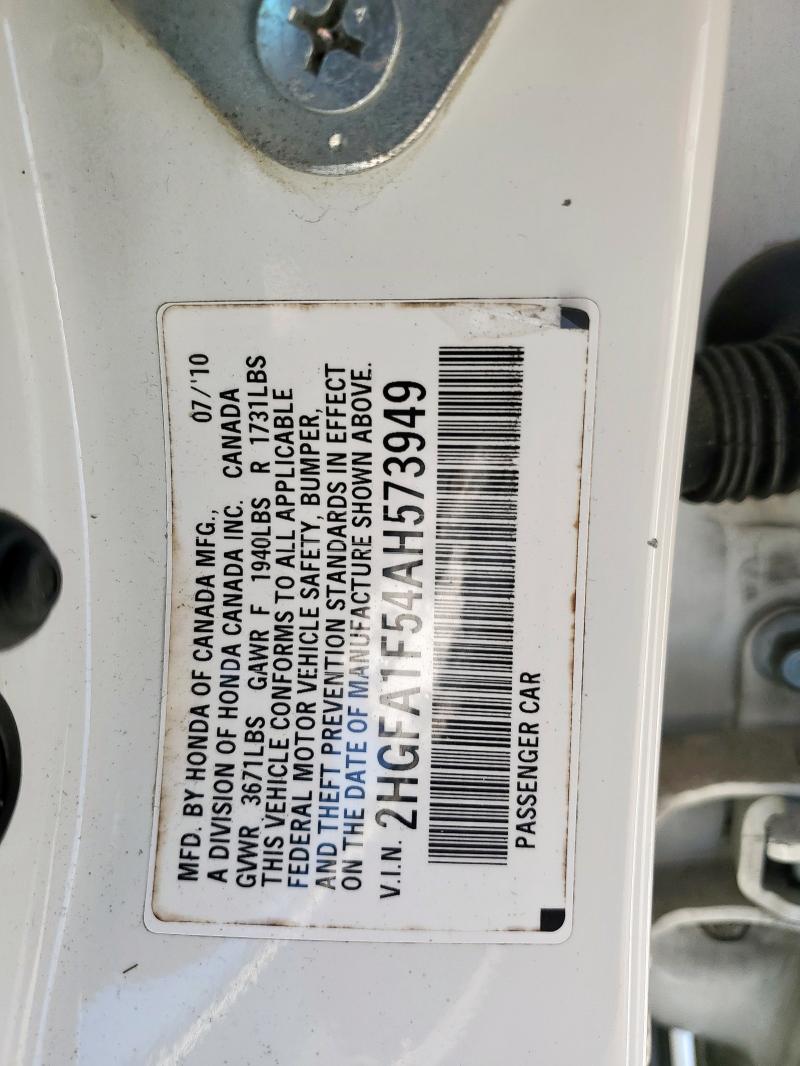 MFD. BY HONDA OF CANADA MFG., 07/'10
A DIVISION OF HONDA CANADA INC. CANADA
GVWR 3671LBS GAWR F 1940LBS R 1731LBS
THIS VEHICLE CONFORMS TO ALL APPLICABLE
FEDERAL MOTOR VEHICLE SAFETY, BUMPER,
AND THEFT PREVENTION STANDARDS IN EFFECT
ON THE DATE OF MANUFACTURE SHOWN ABOVE.
V.I.N. 2HGFA1F54AH573949
PASSENGER CAR